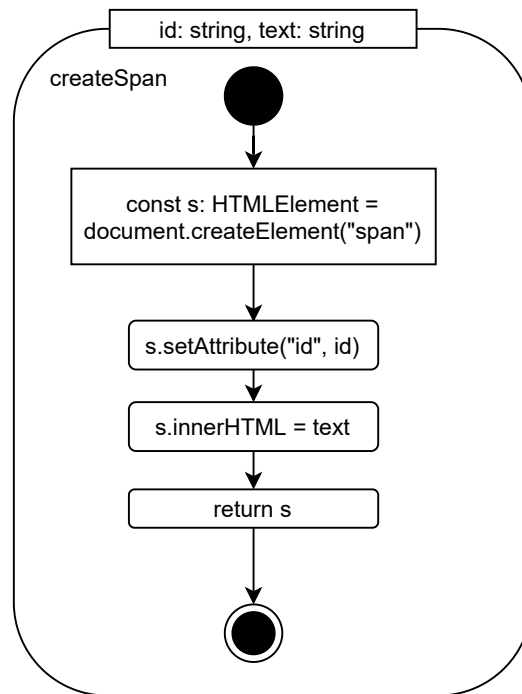 id: string, text: string
createSpan
const s: HTMLElement =
document.createElement("span")
s.setAttribute("id", id)
s.innerHTML = text
return s